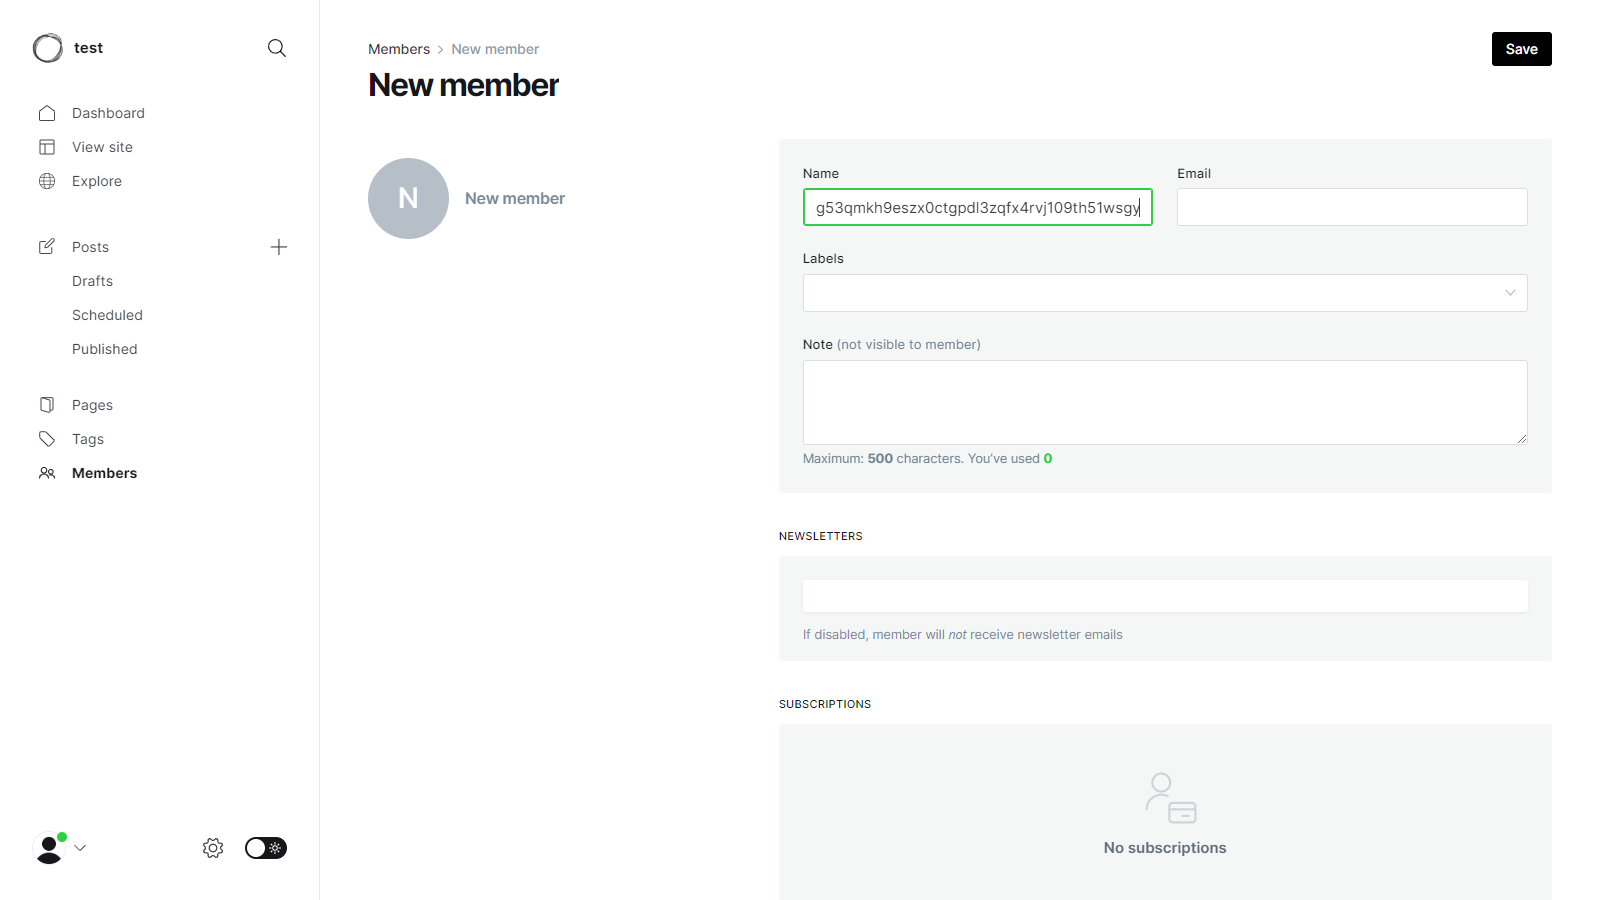 test
Dashboard
View site
Explore
Posts
Drafts
Scheduled
Published
Pages
Tags
Members
Members > New member
Save
New member
N
New member
Name
Email
g53qmkh9eszx0ctgpdl3zqfx4rvj109th51wsgy
Labels
Note (not visible to member)
Maximum: 500 characters. You've used 0
NEWSLETTERS
If disabled, member will not receive newsletter emails
SUBSCRIPTIONS
No subscriptions